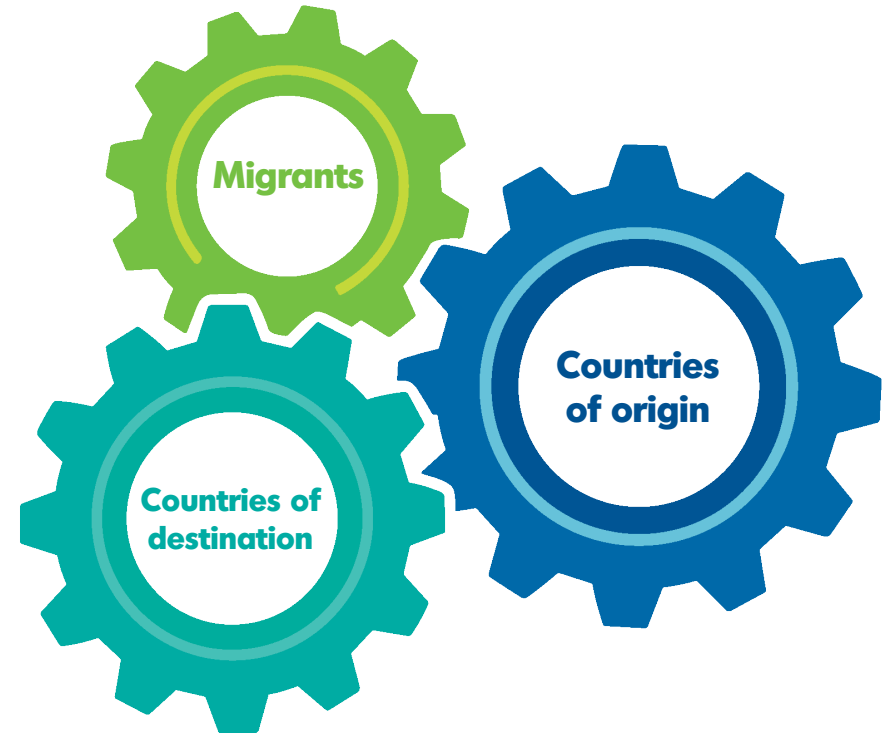 Migrants
Countries
of origin
Countries of
destination